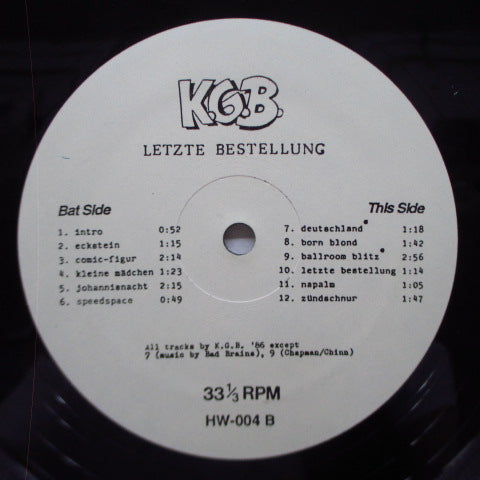 K.G.B.
LETZTE BESTELLUNG
Bat Side
1. intro 0:52
2. eckstein 1:15
3. comic-figur 2:14
4. kleine mädchen 1:23
5. johannisnacht 2:15
6. speedspace 0:49
This Side
7. deutschland* 1:18
8. born blond 1:42
9. ballroom blitz* 2:56
10. letzte bestellung 1:14
11. napalm 1:05
12. zündschnur 1:47
All tracks by K.G.B. '86 except
7 (music by Bad Brains), 9 (Chapman/Chinn)
33 1/3 RPM
HW-004 B